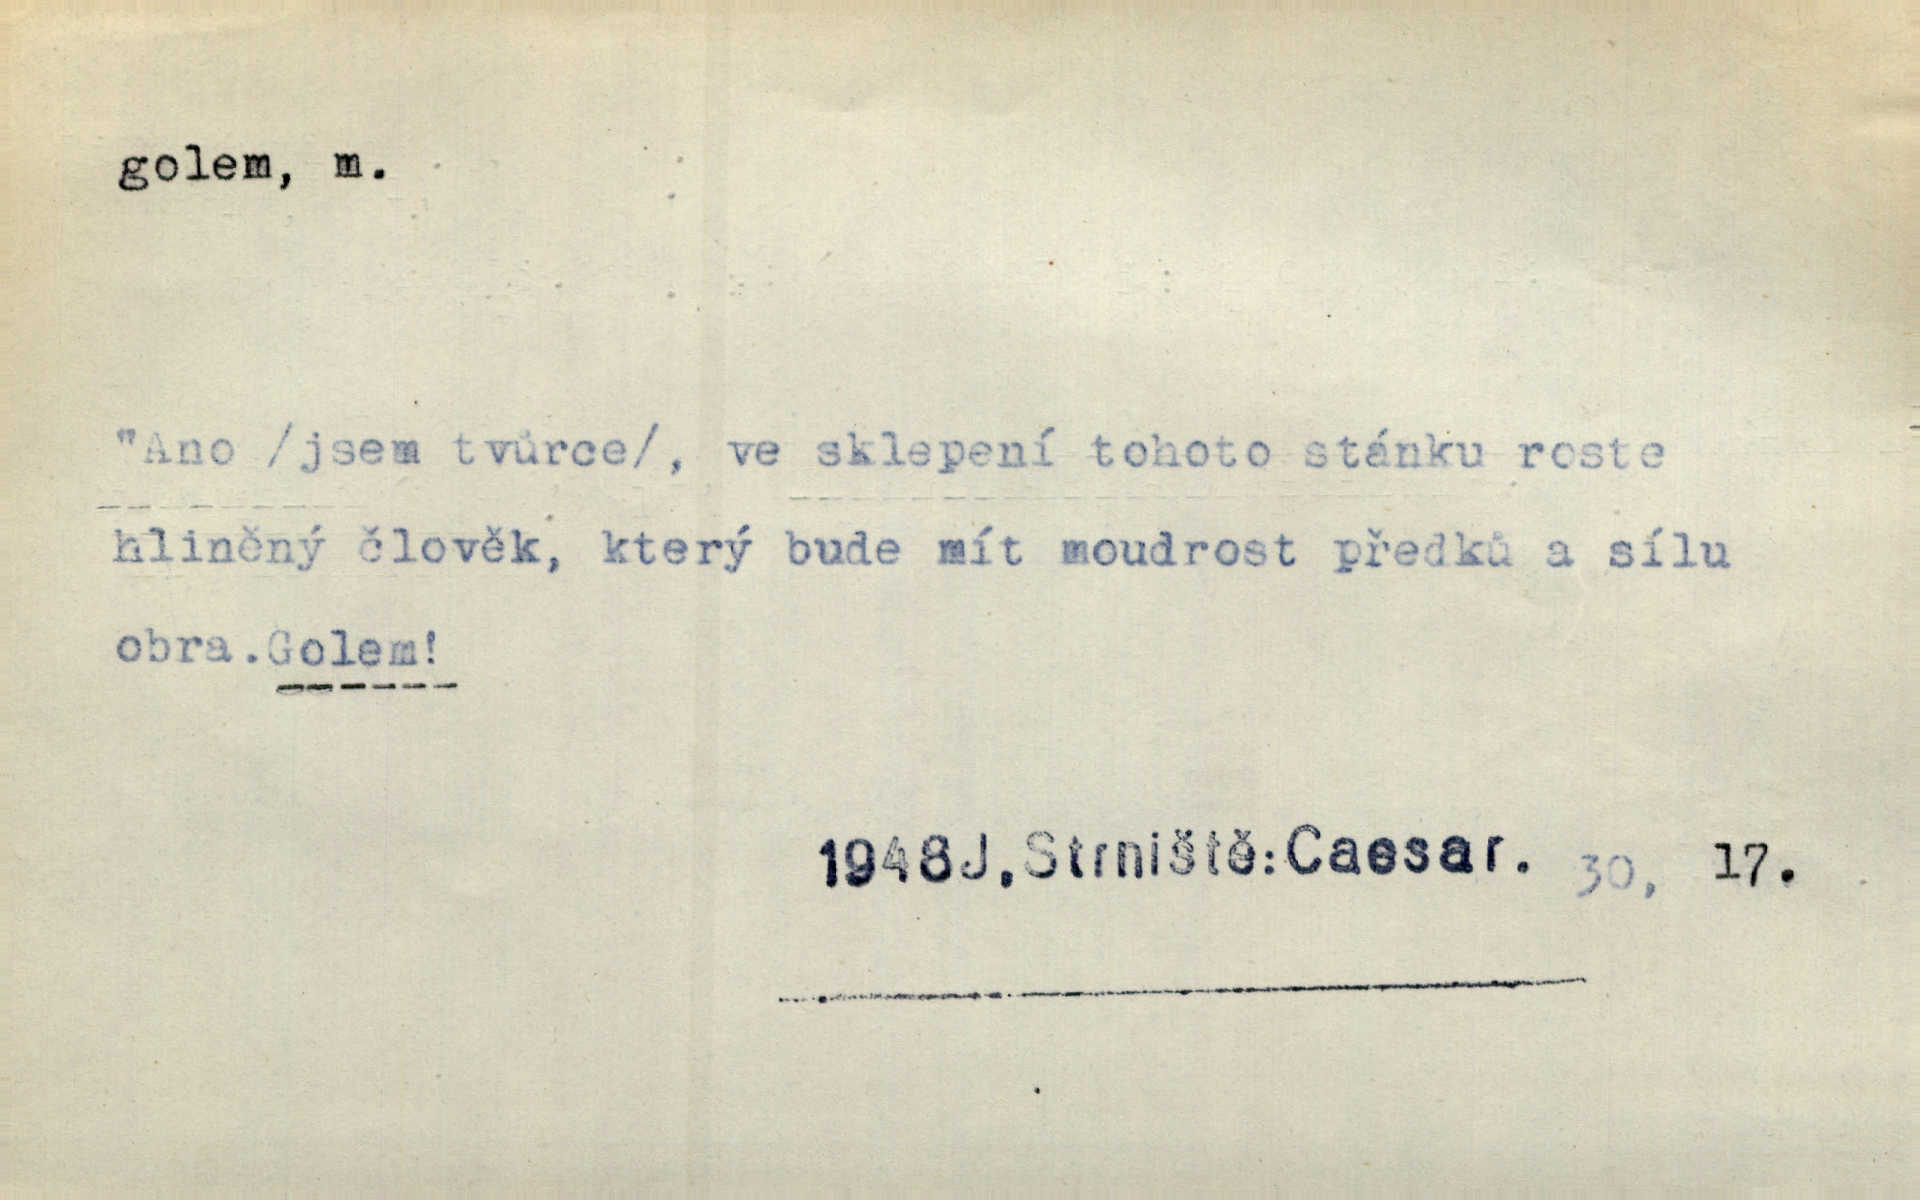 golem, m.
"Ano /jsem tvůrce/, ve sklepení tohoto stánku roste
hliněný člověk, který bude mít moudrost předků a sílu
obra.Golem!
1948J.Strniště:Caesar. 30, 17.